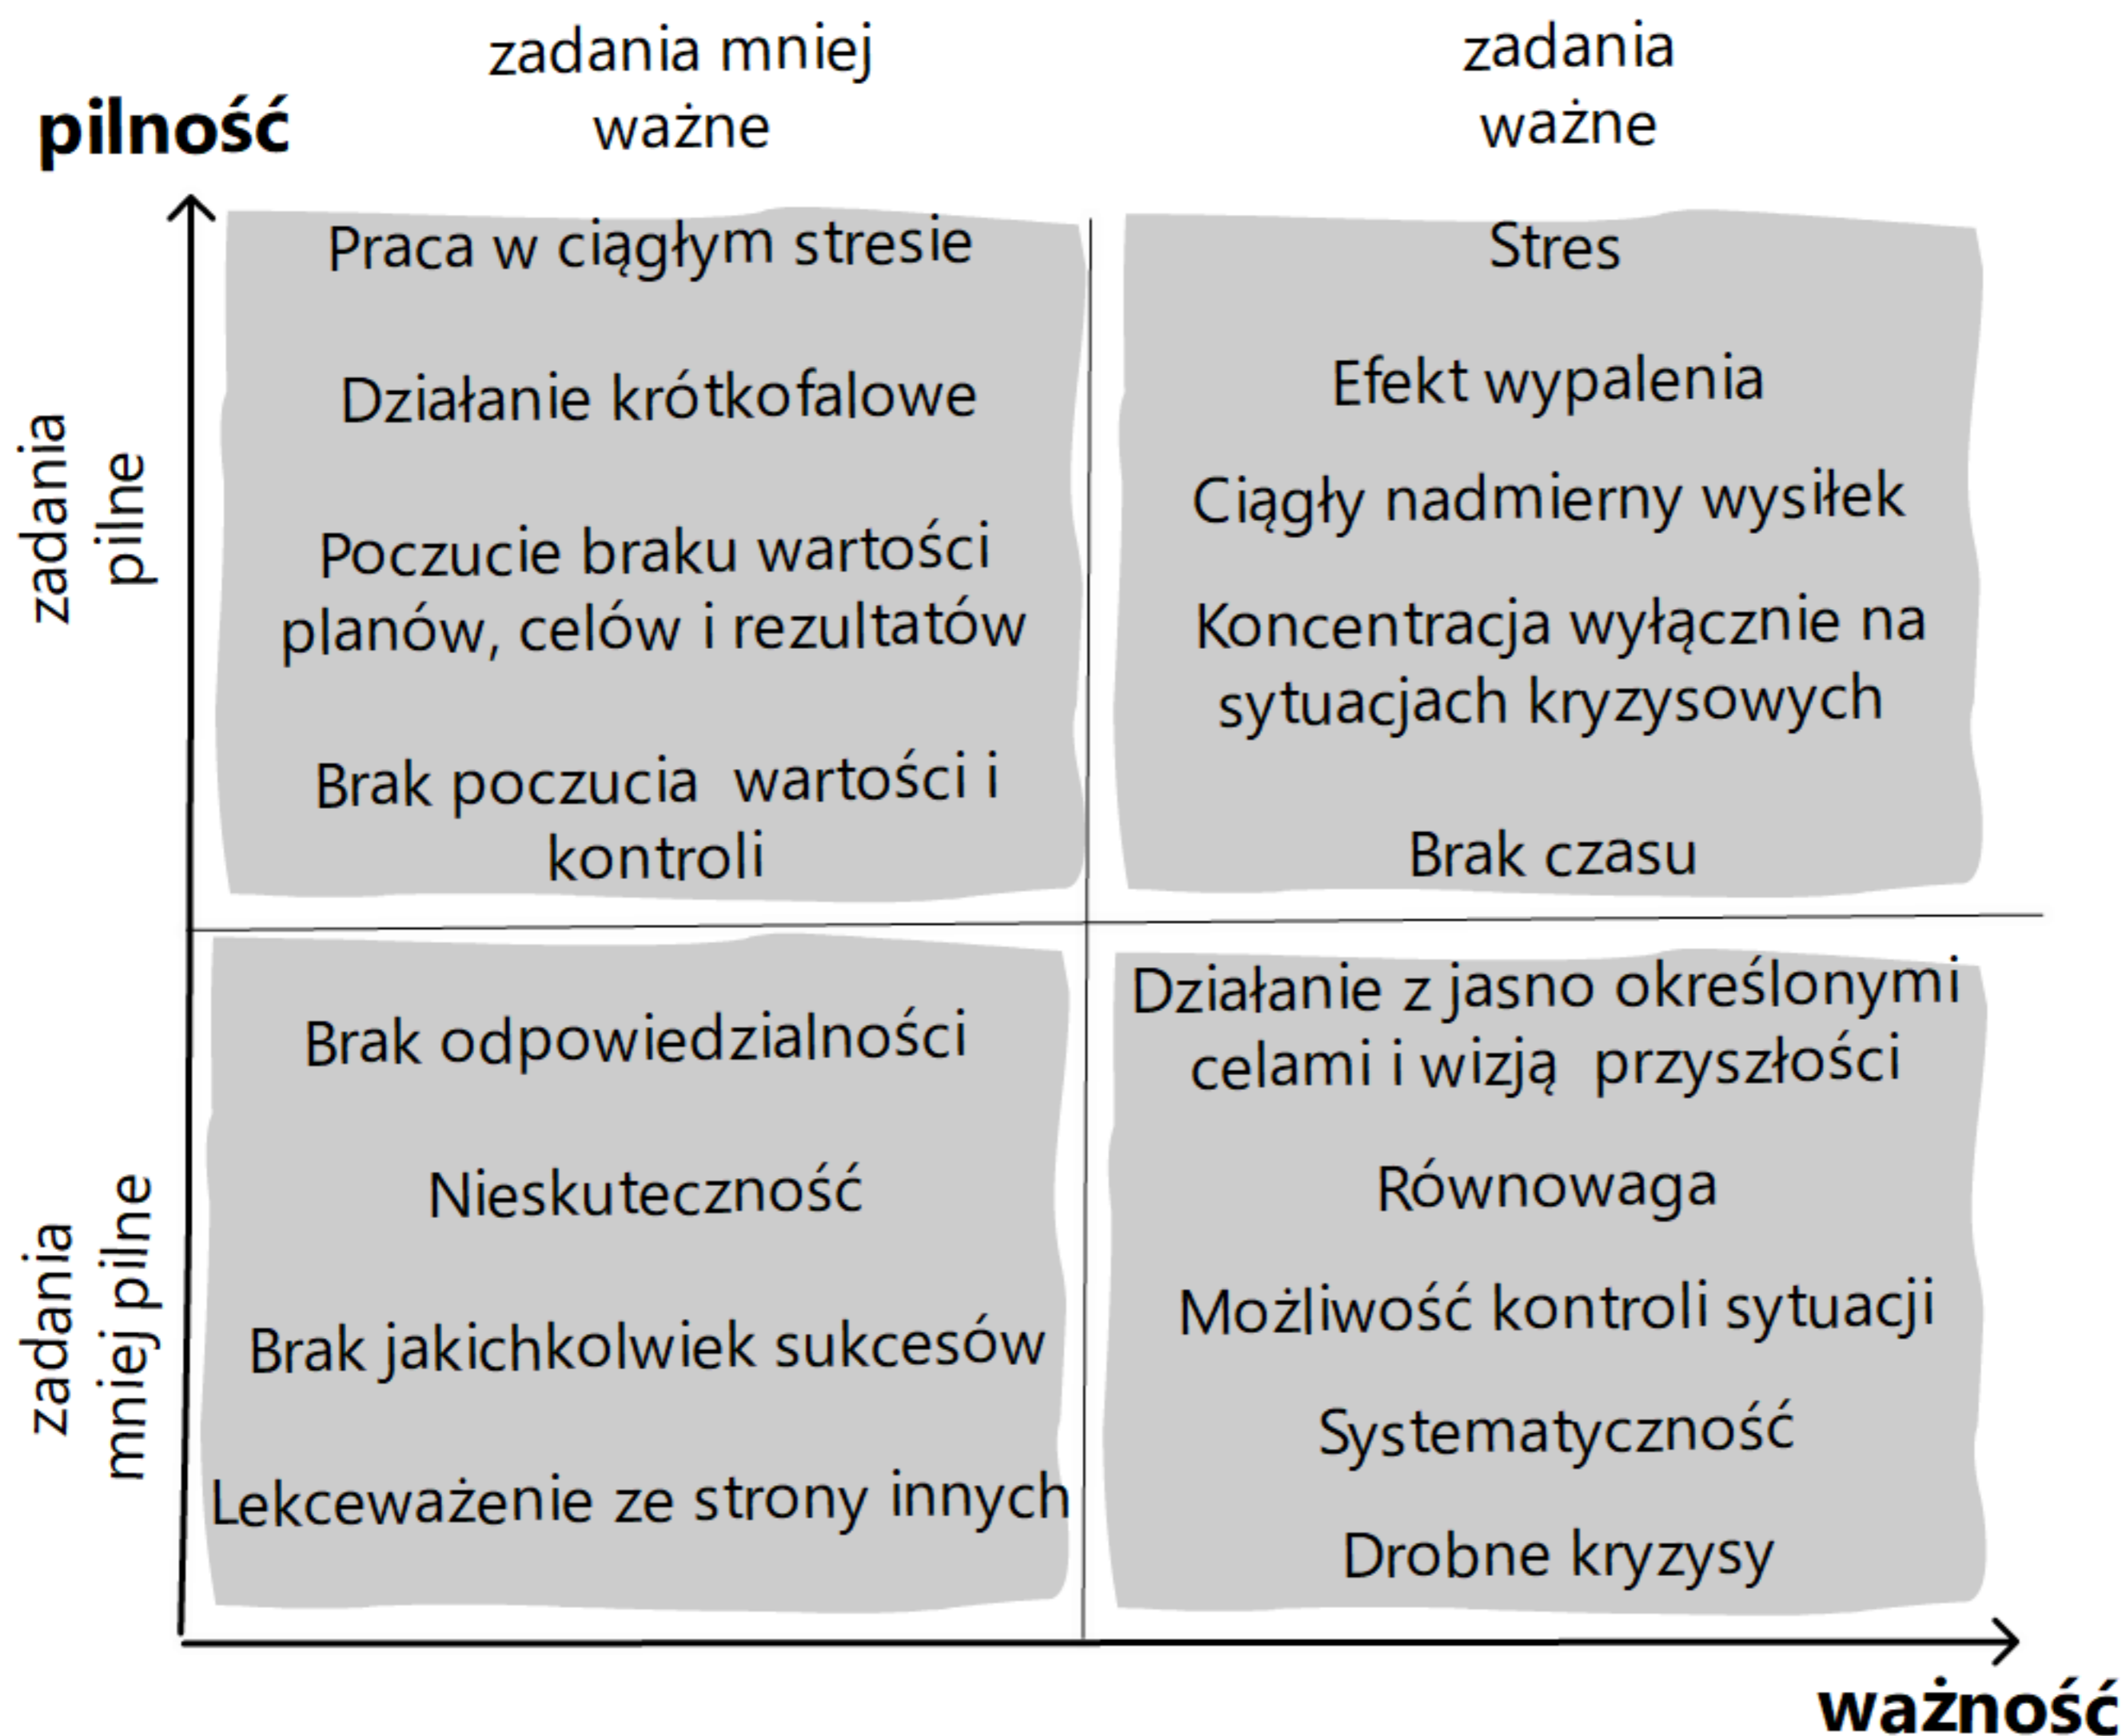 zadania mniej
ważne
zadania
ważne
pilność
zadania
pilne
Praca w ciągłym stresie
Działanie krótkofalowe
Poczucie braku wartości
planów, celów i rezultatów
Brak poczucia  wartości i
kontroli
Stres
Efekt wypalenia
Ciągły nadmierny wysiłek
Koncentracja wyłącznie na
sytuacjach kryzysowych
Brak czasu
zadania
mniej pilne
Brak odpowiedzialności
Nieskuteczność
Brak jakichkolwiek sukcesów
Lekceważenie ze strony innych
Działanie z jasno określonymi
celami i wizją  przyszłości
Równowaga
Możliwość kontroli sytuacji
Systematyczność
Drobne kryzysy
ważność